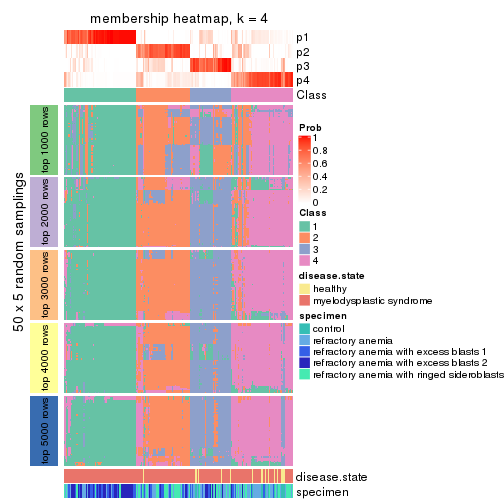 membership heatmap, k = 4
p1
p2
p3
p4
Class
50 x 5 random samplings
top 1000 rows
top 2000 rows
top 3000 rows
top 4000 rows
top 5000 rows
disease.state
specimen
Prob
1
0.8
0.6
0.4
0.2
0
Class
1
2
3
4
disease.state
healthy
myelodysplastic syndrome
specimen
control
refractory anemia
refractory anemia with excess blasts 1
refractory anemia with excess blasts 2
refractory anemia with ringed sideroblasts